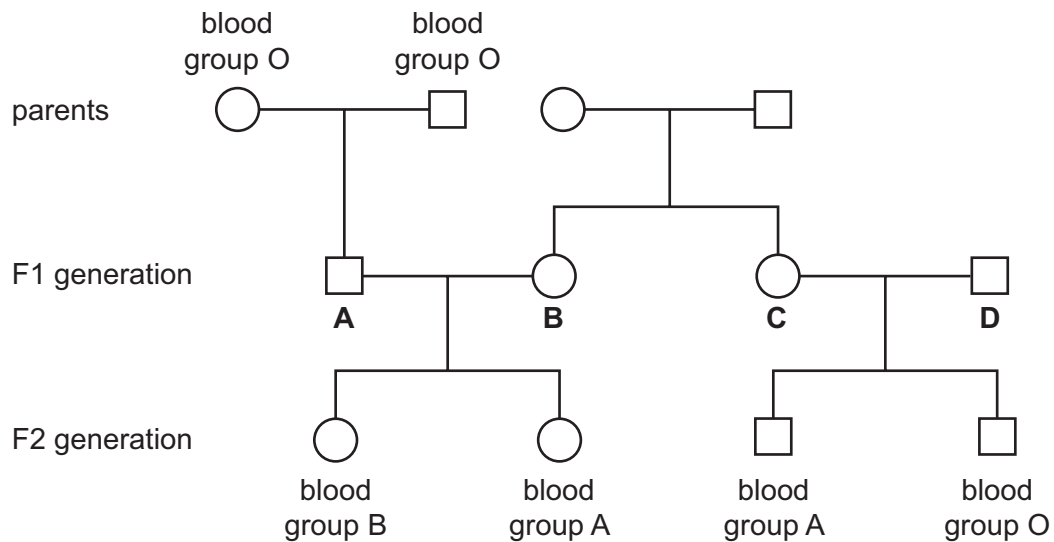 blood
group O
blood
group O
parents
F1 generation
A
B
C
D
F2 generation
blood
group B
blood
group A
blood
group A
blood
group O